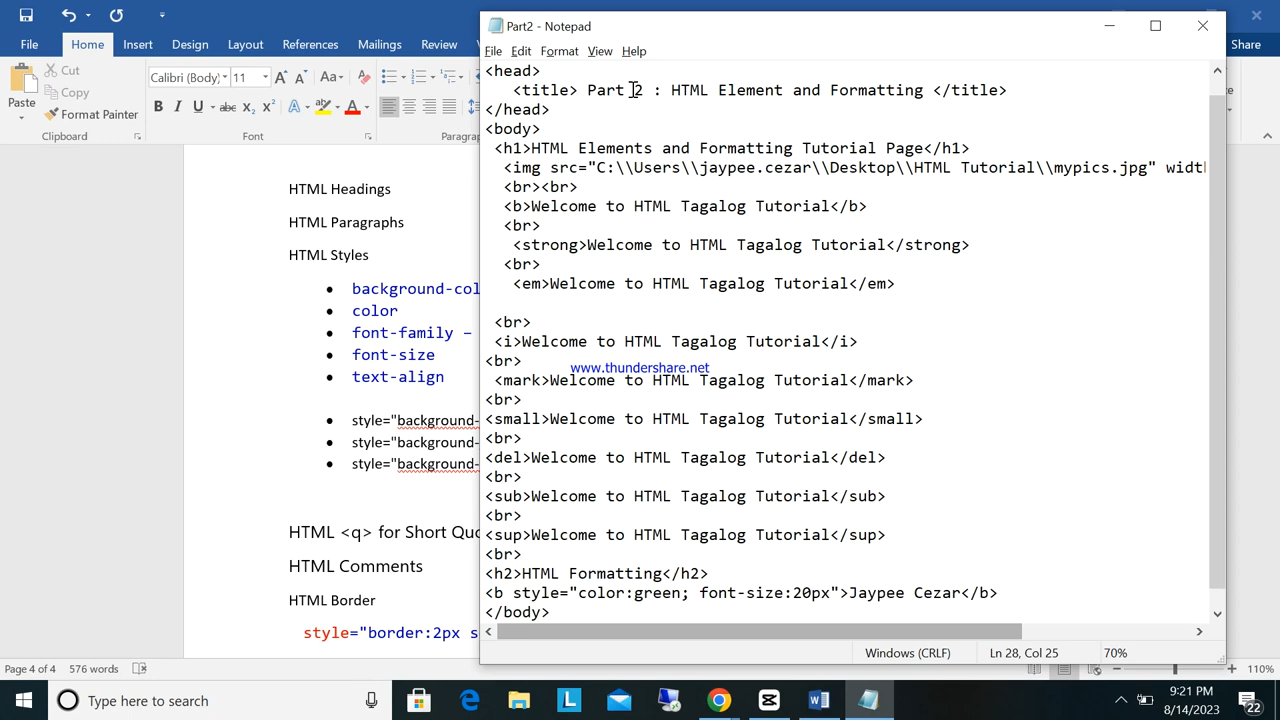 Part2 - Notepad
File Home Insert Design Layout References Mailings Review Share
File Edit Format View Help
Cut
Copy
Format Painter
Paste
Clipboard
Calibri (Body) 11
Font
Paragra
HTML Headings
HTML Paragraphs
HTML Styles
background-col
color
font-family –
font-size
text-align
style="background-
style="background-
style="background-
HTML <q> for Short Quo
HTML Comments
HTML Border
style="border:2px s
<head>
<title> Part 2 : HTML Element and Formatting </title>
</head>
<body>
<h1>HTML Elements and Formatting Tutorial Page</h1>
<img src="C:\\Users\\jaypee.cezar\\Desktop\\HTML Tutorial\\mypics.jpg" widt
<br><br>
<b>Welcome to HTML Tagalog Tutorial</b>
<br>
<strong>Welcome to HTML Tagalog Tutorial</strong>
<br>
<em>Welcome to HTML Tagalog Tutorial</em>
<br>
<i>Welcome to HTML Tagalog Tutorial</i>
<br>
www.thundershare.net
<mark>Welcome to HTML Tagalog Tutorial</mark>
<br>
<small>Welcome to HTML Tagalog Tutorial</small>
<br>
<del>Welcome to HTML Tagalog Tutorial</del>
<br>
<sub>Welcome to HTML Tagalog Tutorial</sub>
<br>
<sup>Welcome to HTML Tagalog Tutorial</sup>
<br>
<h2>HTML Formatting</h2>
<b style="color:green; font-size:20px">Jaypee Cezar</b>
</body>
Windows (CRLF) Ln 28, Col 25 70%
Page 4 of 4 576 words 110%
Type here to search
9:21 PM
8/14/2023
22